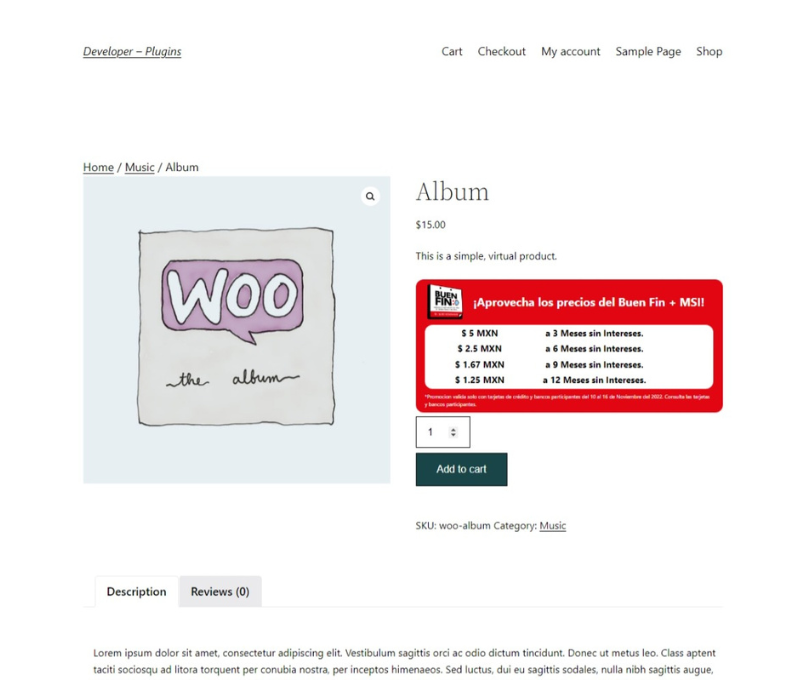 Developer – Plugins
Cart Checkout My account Sample Page Shop
Home / Music / Album
WOO
the album
Album
$15.00
This is a simple, virtual product.
BUEN
FIN
¡Aprovecha los precios del Buen Fin + MSI!
$ 5 MXN a 3 Meses sin Intereses.
$ 2.5 MXN a 6 Meses sin Intereses.
$ 1.67 MXN a 9 Meses sin Intereses.
$ 1.25 MXN a 12 Meses sin Intereses.
*Promocion valida solo con tarjetas de crédito y bancos participantes del 10 al 16 de Noviembre del 2022. Consulta las tarjetas
y bancos participantes.
1
Add to cart
SKU: woo-album Category: Music
Description Reviews (0)
Lorem ipsum dolor sit amet, consectetur adipiscing elit. Vestibulum sagittis orci ac odio dictum tincidunt. Donec ut metus leo. Class aptent
taciti sociosqu ad litora torquent per conubia nostra, per inceptos himenaeos. Sed luctus, dui eu sagittis sodales, nulla nibh sagittis augue,